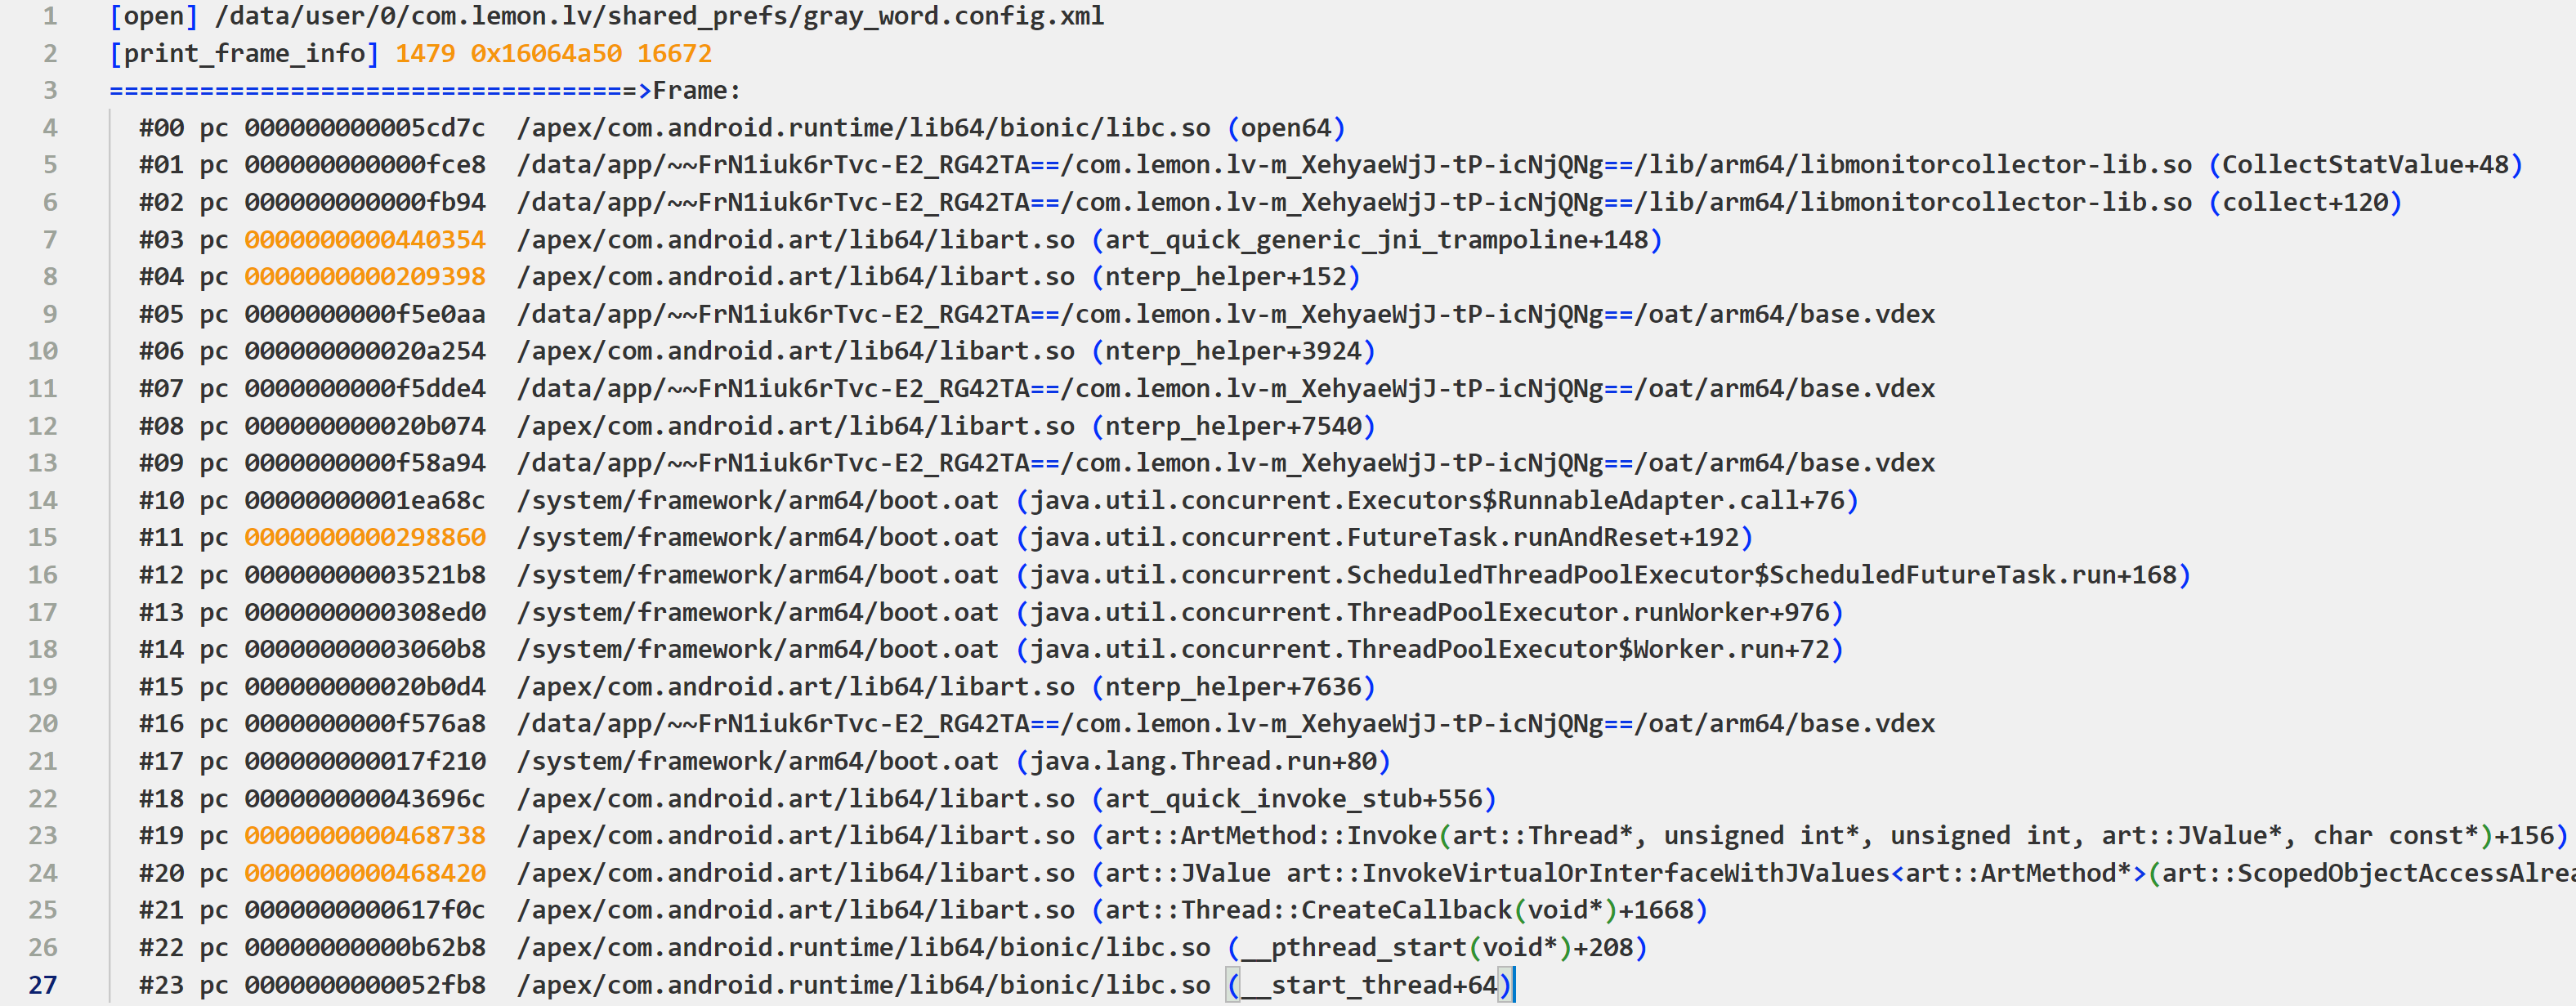 1 [open] /data/user/0/com.lemon.lv/shared_prefs/gray_word.config.xml
2 [print_frame_info] 1479 0x16064a50 16672
3 ===================================>Frame:
4 #00 pc 000000000005cd7c /apex/com.android.runtime/lib64/bionic/libc.so (open64)
5 #01 pc 000000000000fce8 /data/app/~~FrN1iuk6rTvc-E2_RG42TA==/com.lemon.lv-m_XehyaeWjJ-tP-icNjQNg==/lib/arm64/libmonitorcollector-lib.so (CollectStatValue+48)
6 #02 pc 000000000000fb94 /data/app/~~FrN1iuk6rTvc-E2_RG42TA==/com.lemon.lv-m_XehyaeWjJ-tP-icNjQNg==/lib/arm64/libmonitorcollector-lib.so (collect+120)
7 #03 pc 0000000000440354 /apex/com.android.art/lib64/libart.so (art_quick_generic_jni_trampoline+148)
8 #04 pc 0000000000209398 /apex/com.android.art/lib64/libart.so (nterp_helper+152)
9 #05 pc 0000000000f5e0aa /data/app/~~FrN1iuk6rTvc-E2_RG42TA==/com.lemon.lv-m_XehyaeWjJ-tP-icNjQNg==/oat/arm64/base.vdex
10 #06 pc 000000000020a254 /apex/com.android.art/lib64/libart.so (nterp_helper+3924)
11 #07 pc 0000000000f5dde4 /data/app/~~FrN1iuk6rTvc-E2_RG42TA==/com.lemon.lv-m_XehyaeWjJ-tP-icNjQNg==/oat/arm64/base.vdex
12 #08 pc 000000000020b074 /apex/com.android.art/lib64/libart.so (nterp_helper+7540)
13 #09 pc 0000000000f58a94 /data/app/~~FrN1iuk6rTvc-E2_RG42TA==/com.lemon.lv-m_XehyaeWjJ-tP-icNjQNg==/oat/arm64/base.vdex
14 #10 pc 00000000001ea68c /system/framework/arm64/boot.oat (java.util.concurrent.Executors$RunnableAdapter.call+76)
15 #11 pc 0000000000298860 /system/framework/arm64/boot.oat (java.util.concurrent.FutureTask.runAndReset+192)
16 #12 pc 00000000003521b8 /system/framework/arm64/boot.oat (java.util.concurrent.ScheduledThreadPoolExecutor$ScheduledFutureTask.run+168)
17 #13 pc 0000000000308ed0 /system/framework/arm64/boot.oat (java.util.concurrent.ThreadPoolExecutor.runWorker+976)
18 #14 pc 00000000003060b8 /system/framework/arm64/boot.oat (java.util.concurrent.ThreadPoolExecutor$Worker.run+72)
19 #15 pc 000000000020b0d4 /apex/com.android.art/lib64/libart.so (nterp_helper+7636)
20 #16 pc 0000000000f576a8 /data/app/~~FrN1iuk6rTvc-E2_RG42TA==/com.lemon.lv-m_XehyaeWjJ-tP-icNjQNg==/oat/arm64/base.vdex
21 #17 pc 000000000017f210 /system/framework/arm64/boot.oat (java.lang.Thread.run+80)
22 #18 pc 000000000043696c /apex/com.android.art/lib64/libart.so (art_quick_invoke_stub+556)
23 #19 pc 0000000000468738 /apex/com.android.art/lib64/libart.so (art::ArtMethod::Invoke(art::Thread*, unsigned int*, unsigned int, art::JValue*, char const*)+156)
24 #20 pc 0000000000468420 /apex/com.android.art/lib64/libart.so (art::JValue art::InvokeVirtualOrInterfaceWithJValues<art::ArtMethod*>(art::ScopedObjectAccessAlrea
25 #21 pc 0000000000617f0c /apex/com.android.art/lib64/libart.so (art::Thread::CreateCallback(void*)+1668)
26 #22 pc 00000000000b62b8 /apex/com.android.runtime/lib64/bionic/libc.so (__pthread_start(void*)+208)
27 #23 pc 0000000000052fb8 /apex/com.android.runtime/lib64/bionic/libc.so (__start_thread+64)